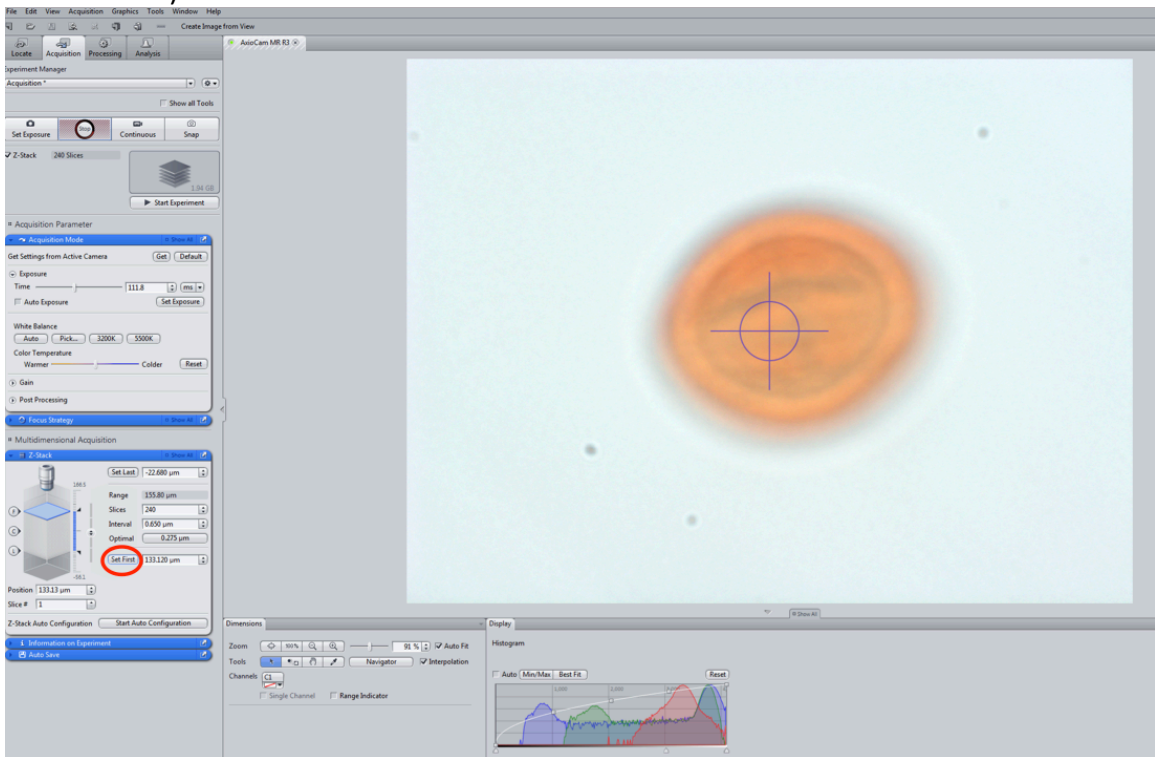 File Edit View Acquisition Graphics Tools Window Help
Create Image from View
Locate Acquisition Processing Analysis
AxioCam MR R3
Experiment Manager
Acquisition *
Show all Tools
Set Exposure Stop Continuous Snap
Z-Stack 240 Slices
1.94 GB
Start Experiment
Acquisition Parameter
Acquisition Mode Show All
Get Settings from Active Camera Get Default
Exposure
Time 111.8 ms
Auto Exposure Set Exposure
White Balance
Auto Pick... 3200K 5500K
Color Temperature
Warmer Colder Reset
Gain
Post Processing
Focus Strategy Show All
Multidimensional Acquisition
Z-Stack Show All
Set Last -22.680 µm
Range 155.80 µm
Slices 240
Interval 0.650 µm
Optimal 0.275 µm
Set First 133.120 µm
Position 133.13 µm
Slice # 1
Z-Stack Auto Configuration Start Auto Configuration
Information on Experiment
Auto Save
Show All
Dimensions
Zoom 100% 91 % Auto Fit
Tools Navigator Interpolation
Channels C1
Single Channel Range Indicator
Display
Histogram
Auto Min/Max Best Fit Reset